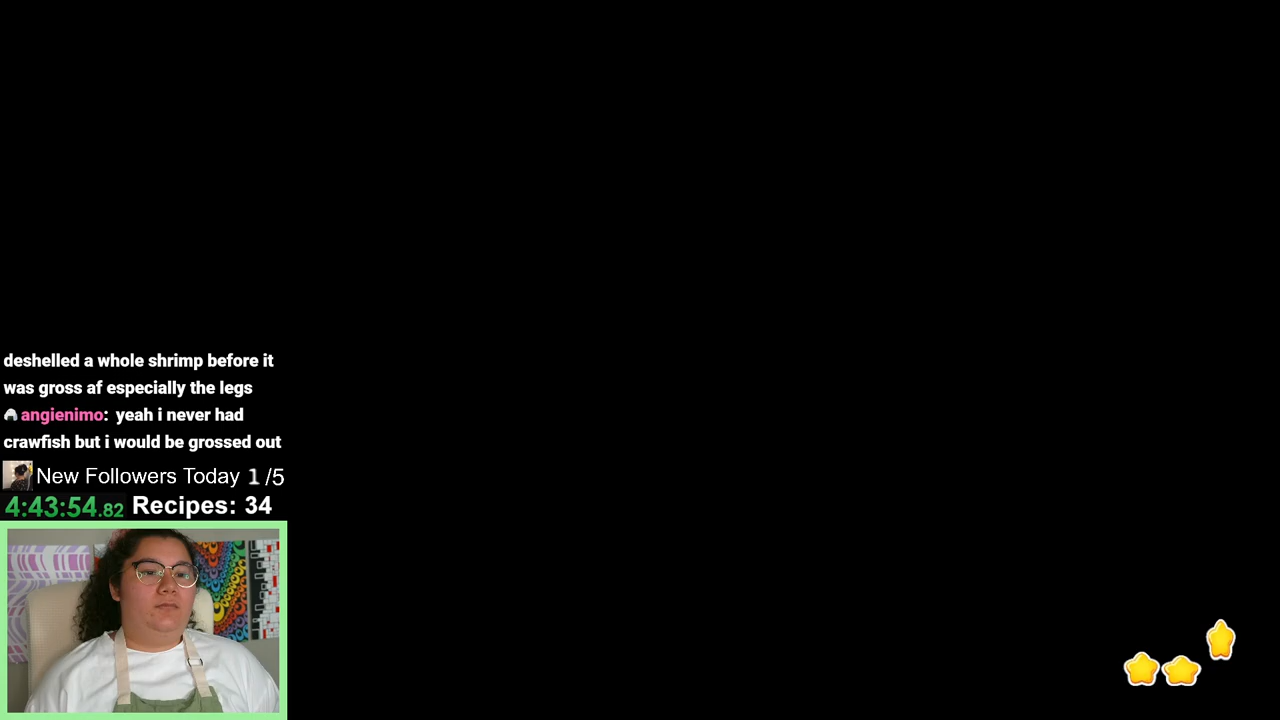 deshelled a whole shrimp before it
was gross af especially the legs
angienimo: yeah i never had
crawfish but i would be grossed out
New Followers Today 1 /5
4:43:54.82 Recipes: 34